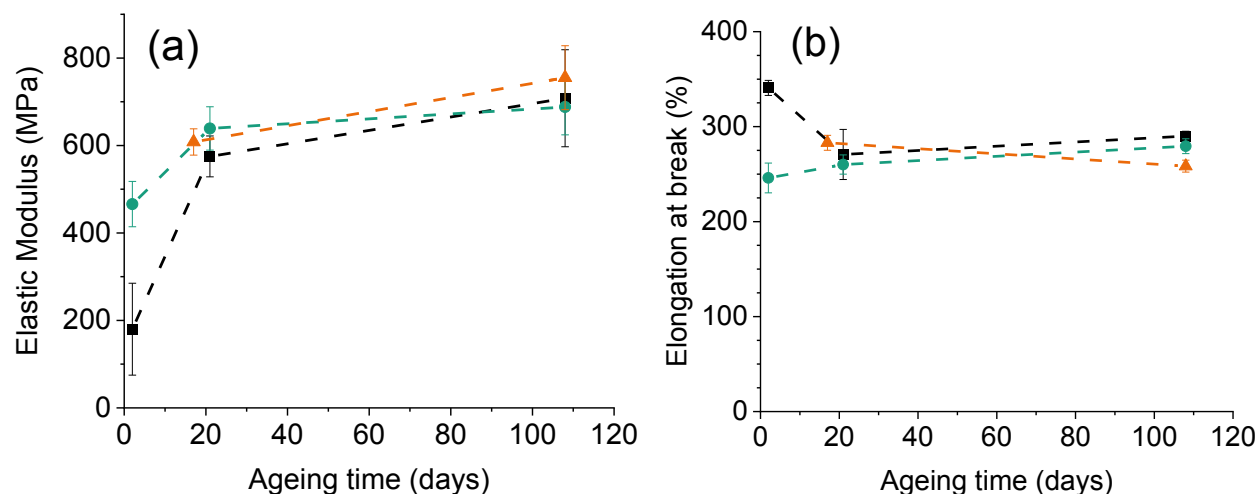 (a)
Elastic Modulus (MPa)
800
600
400
200
0
0 20 40 60 80 100 120
Ageing time (days)
(b)
Elongation at break (%)
400
300
200
100
0
0 20 40 60 80 100 120
Ageing time (days)